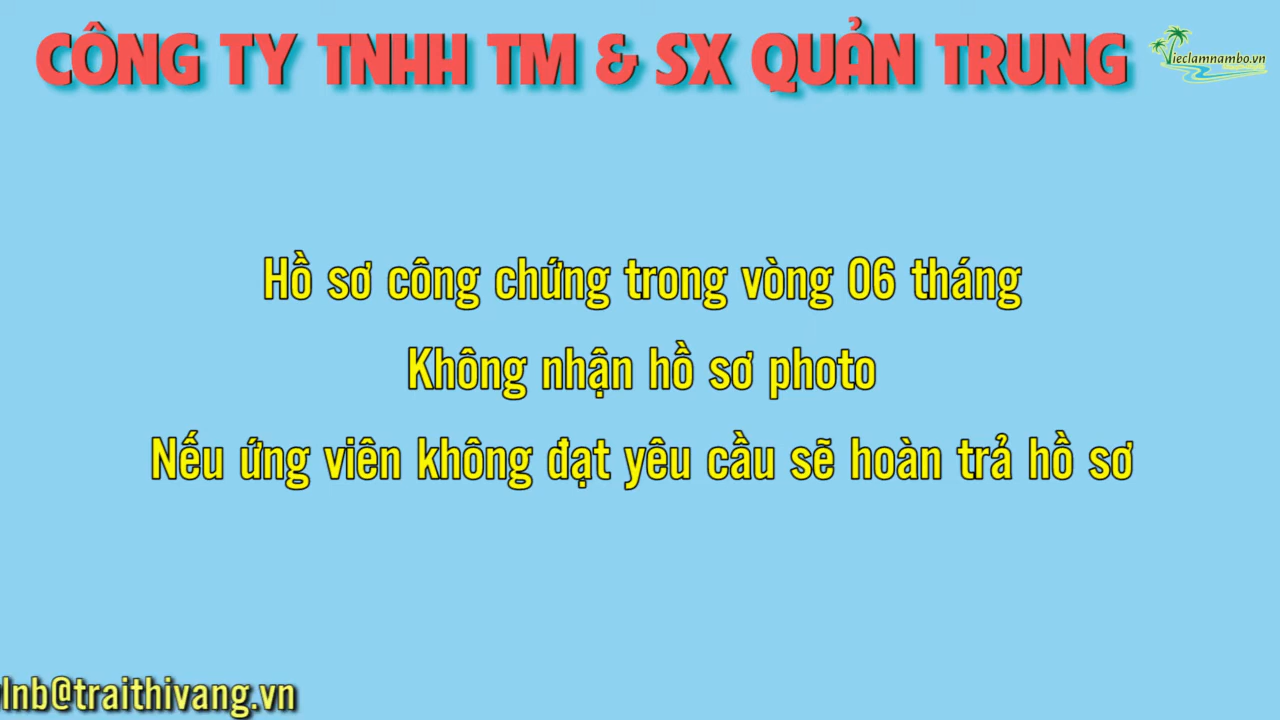 CÔNG TY TNHH TM & SX QUẢN TRUNG
ieclamnambo.vn
Hồ sơ công chứng trong vòng 06 tháng
Không nhận hồ sơ photo
Nếu ứng viên không đạt yêu cầu sẽ hoàn trả hồ sơ
lnb@traithivang.vn